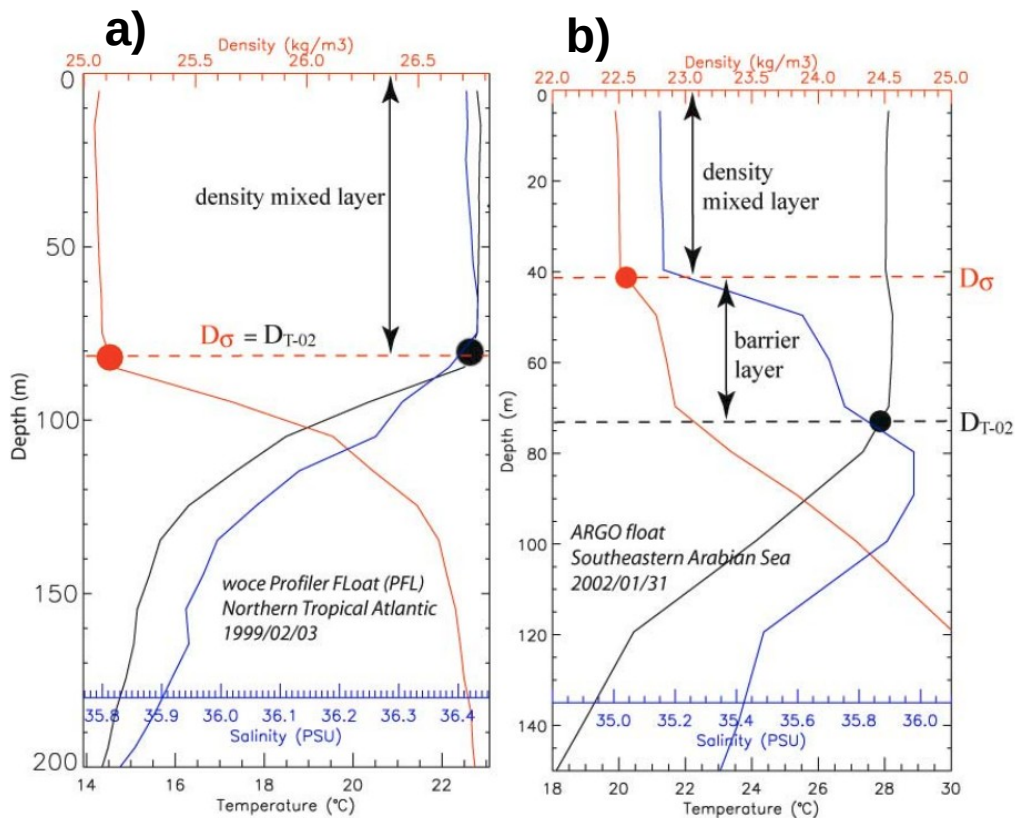 a)
Density (kg/m3)
25.0 25.5 26.0 26.5
0
50
100
150
200
Depth (m)
density mixed layer
Dσ = DT-02
woce Profiler FLoat (PFL)
Northern Tropical Atlantic
1999/02/03
35.8 35.9 36.0 36.1 36.2 36.3 36.4
Salinity (PSU)
14 16 18 20 22
Temperature (°C)
b)
Density (kg/m3)
22.0 22.5 23.0 23.5 24.0 24.5 25.0
0
20
40
60
80
100
120
140
Depth (m)
density
mixed layer
Dσ
barrier
layer
DT-02
ARGO float
Southeastern Arabian Sea
2002/01/31
35.0 35.2 35.4 35.6 35.8 36.0
Salinity (PSU)
18 20 22 24 26 28 30
Temperature (°C)